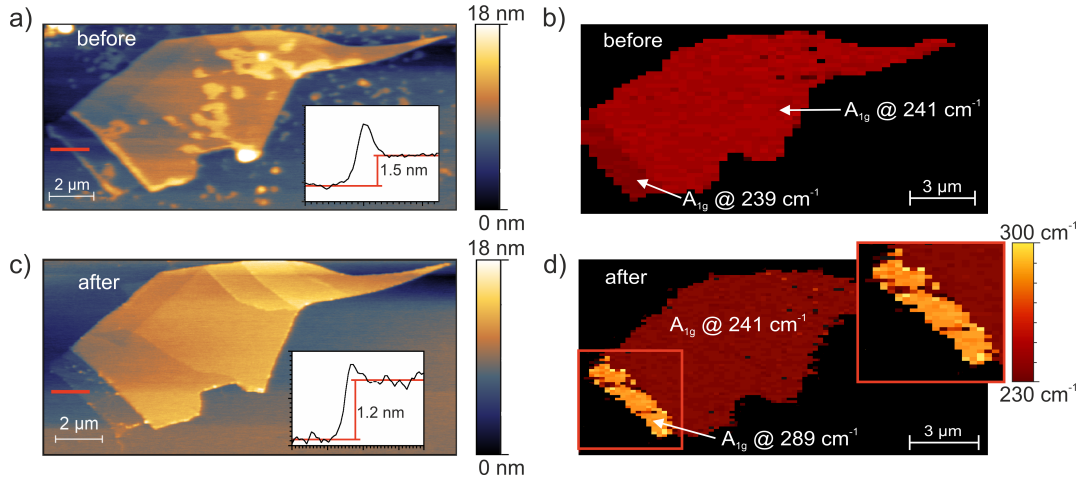 a)
before
18 nm
1.5 nm
2 µm
0 nm
b)
before
A1g @ 241 cm-1
A1g @ 239 cm-1
3 µm
c)
after
18 nm
1.2 nm
2 µm
0 nm
d)
after
300 cm-1
A1g @ 241 cm-1
230 cm-1
A1g @ 289 cm-1
3 µm